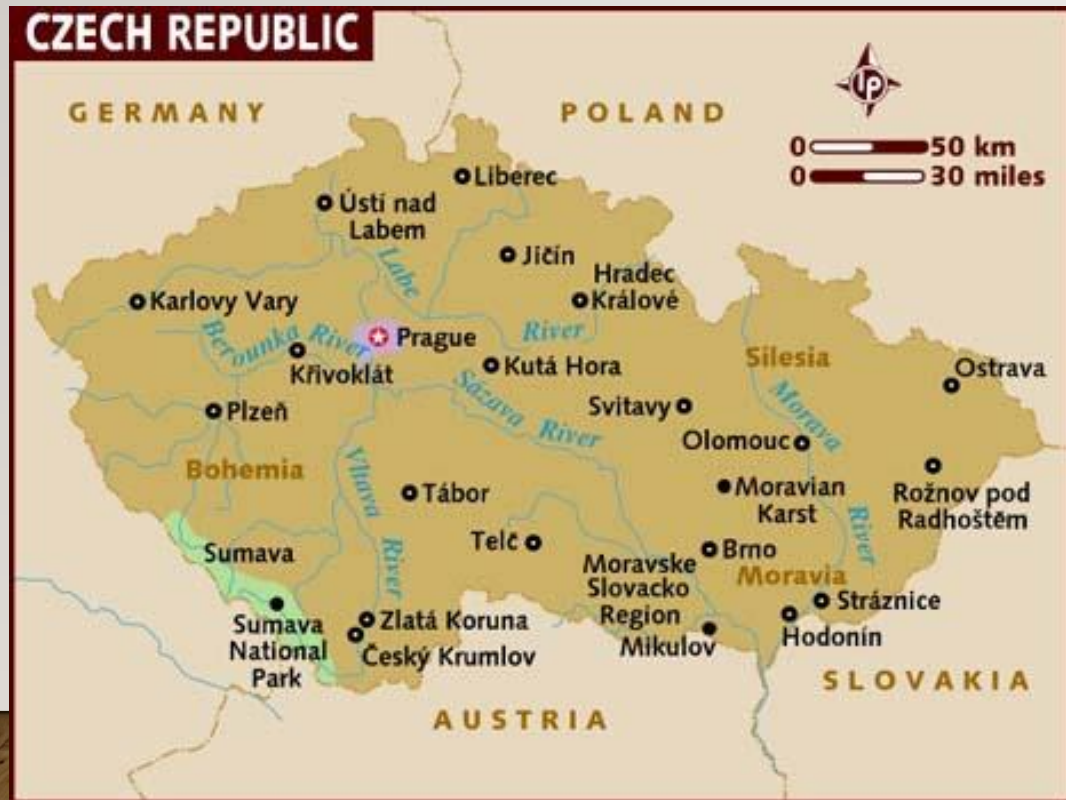 CZECH REPUBLIC
GERMANY
POLAND
lp
0 50 km
0 30 miles
Liberec
Ústí nad
Labem
Labe
Jičín
Hradec
Králové
Karlovy Vary
Berounka River
River
Prague
Křivoklát
Kutá Hora
Silesia
Ostrava
Sázava River
Svitavy
Morava
River
Plzeň
Olomouc
Bohemia
Vltava
River
Tábor
Moravian
Karst
Rožnov pod
Radhoštěm
Telč
Brno
Sumava
Moravske
Slovacko
Region
Moravia
Stráznice
Sumava
National
Park
Zlatá Koruna
Český Krumlov
Mikulov
Hodonín
SLOVAKIA
AUSTRIA